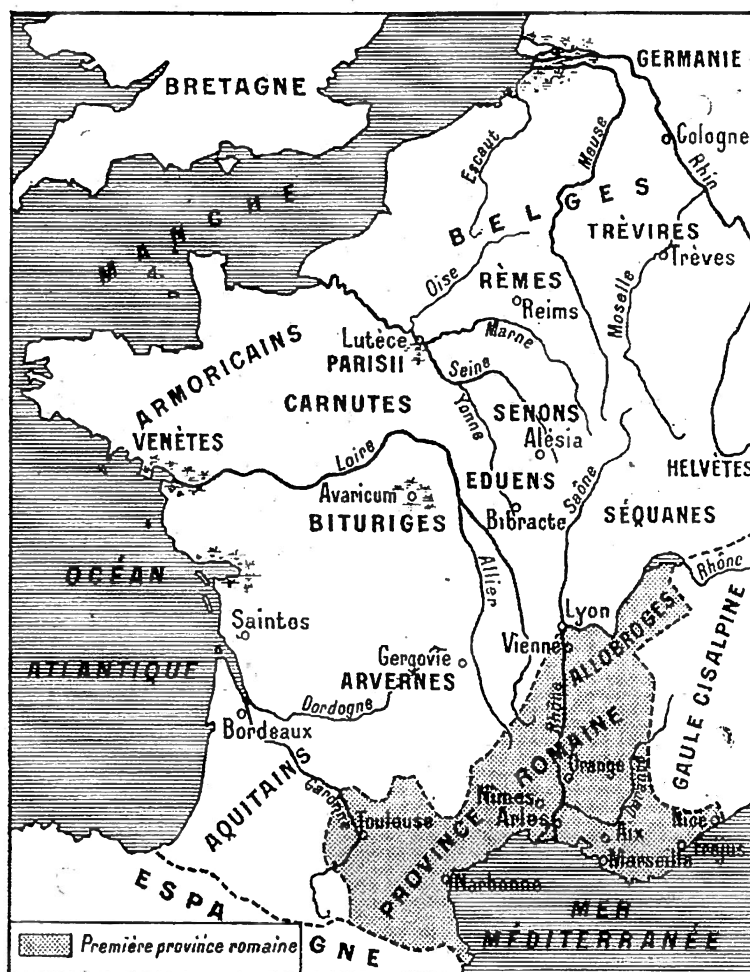 GERMANIE
BRETAGNE
Cologne
Escaut
Meuse
Rhin
MANCHE
BELGES
TRÈVIRES
Trèves
Oise
RÈMES
Reims
Moselle
Lutèce
PARISII
Marne
Seine
ARMORICAINS
CARNUTES
Yonne
SENONS
Alésia
VENÈTES
Loire
HELVÈTES
EDUENS
Saône
Avaricum
BITURIGES
Bibracte
SÉQUANES
OCÉAN
ATLANTIQUE
Allier
Rhône
Saintes
Lyon
Vienne
ALLOBROGES
GAULE CISALPINE
Gergovie
ARVERNES
Dordogne
Rhône
Bordeaux
AQUITAINS
Garonne
Toulouse
PROVINCE ROMAINE
Orange
Nîmes
Arles
Aix
Nice
Fréjus
Marseille
Narbonne
ESPAGNE
MER
MÉDITERRANÉE
Première province romaine